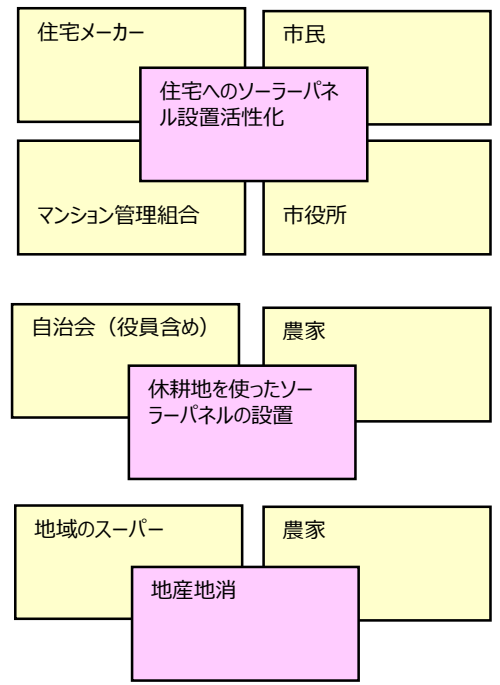 住宅メーカー
市民
住宅へのソーラーパネ
ル設置活性化
マンション管理組合
市役所
自治会（役員含め）
農家
休耕地を使ったソー
ラーパネルの設置
地域のスーパー
農家
地産地消